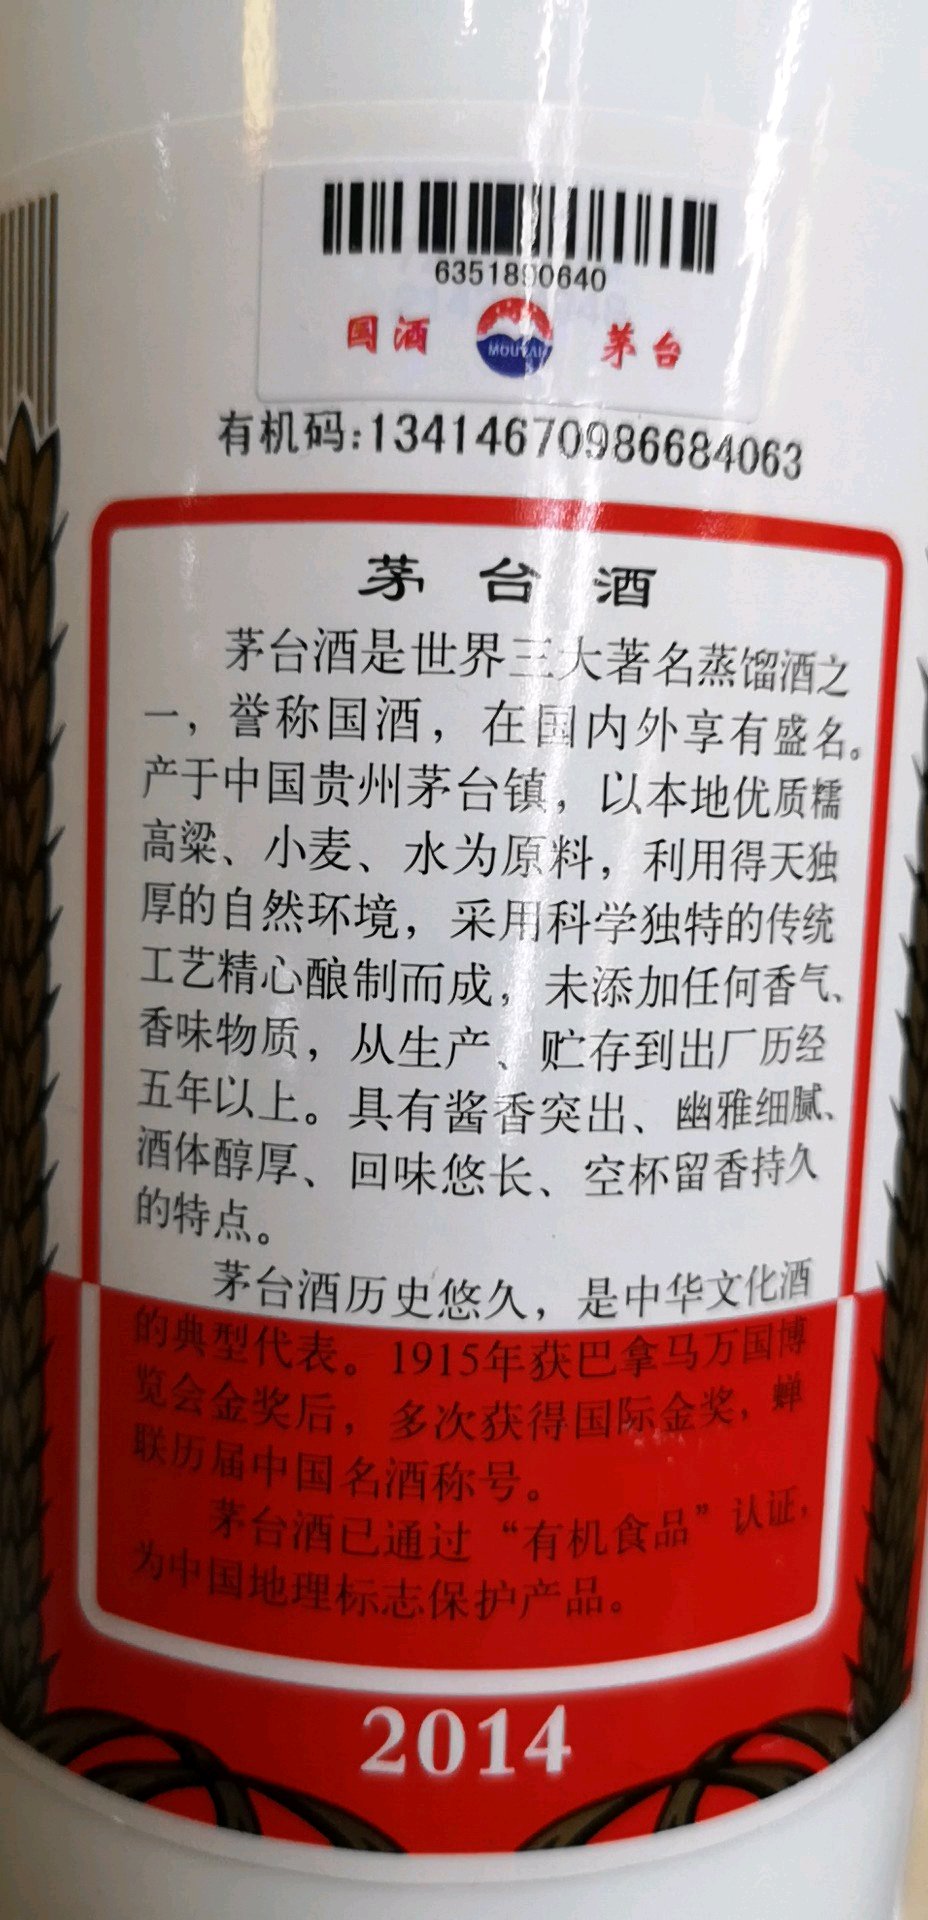 6351890640
国酒 MOUTAI 茅台
有机码:13414670986684063
茅台酒
茅台酒是世界三大著名蒸馏酒之
一，誉称国酒，在国内外享有盛名。
产于中国贵州茅台镇，以本地优质糯
高粱、小麦、水为原料，利用得天独
厚的自然环境，采用科学独特的传统
工艺精心酿制而成，未添加任何香气、
香味物质，从生产、贮存到出厂历经
五年以上。具有酱香突出、幽雅细腻、
酒体醇厚、回味悠长、空杯留香持久
的特点。
茅台酒历史悠久，是中华文化酒
的典型代表。1915年获巴拿马万国博
览会金奖后，多次获得国际金奖，蝉
联历届中国名酒称号。
茅台酒已通过“有机食品”认证，
为中国地理标志保护产品。
2014